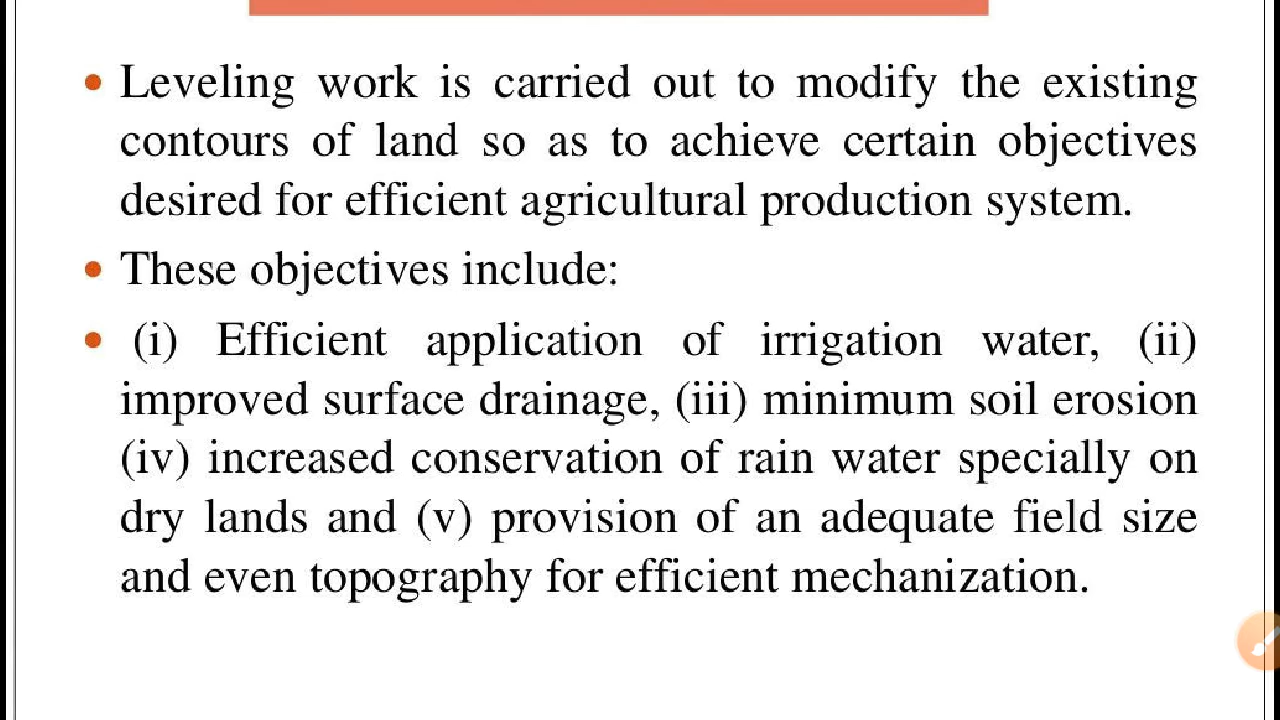 • Leveling work is carried out to modify the existing
contours of land so as to achieve certain objectives
desired for efficient agricultural production system.
• These objectives include:
• (i) Efficient application of irrigation water, (ii)
improved surface drainage, (iii) minimum soil erosion
(iv) increased conservation of rain water specially on
dry lands and (v) provision of an adequate field size
and even topography for efficient mechanization.